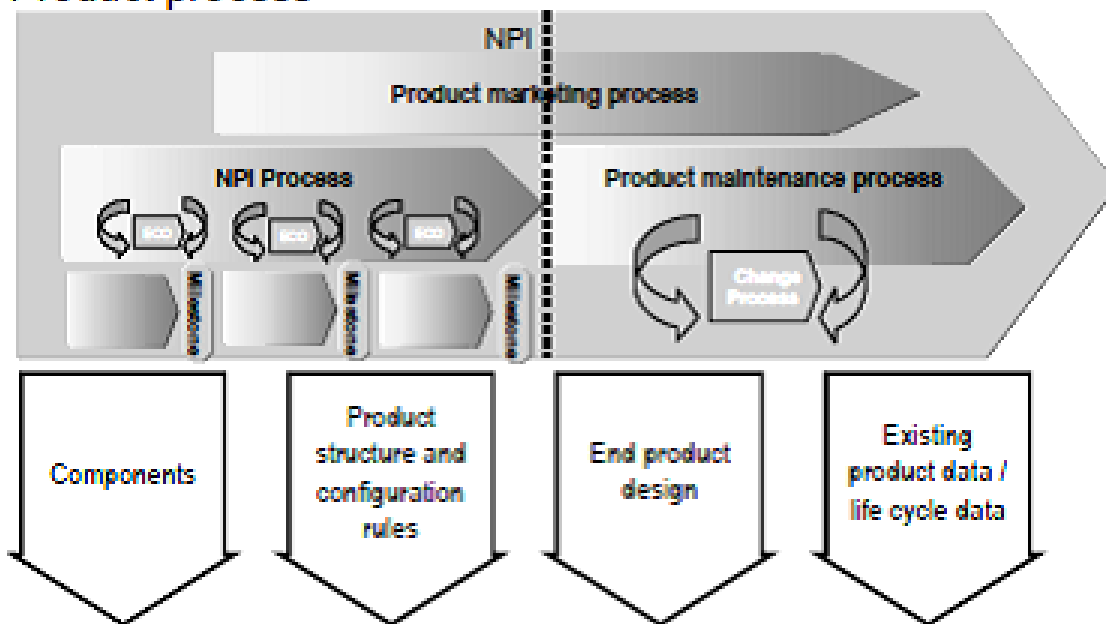 Product process
NPI
Product marketing process
NPI Process
Product maintenance process
ECO
ECO
ECO
Change
Process
Milestone
Milestone
Milestone
Components
Product
structure and
configuration
rules
End product
design
Existing
product data /
life cycle data